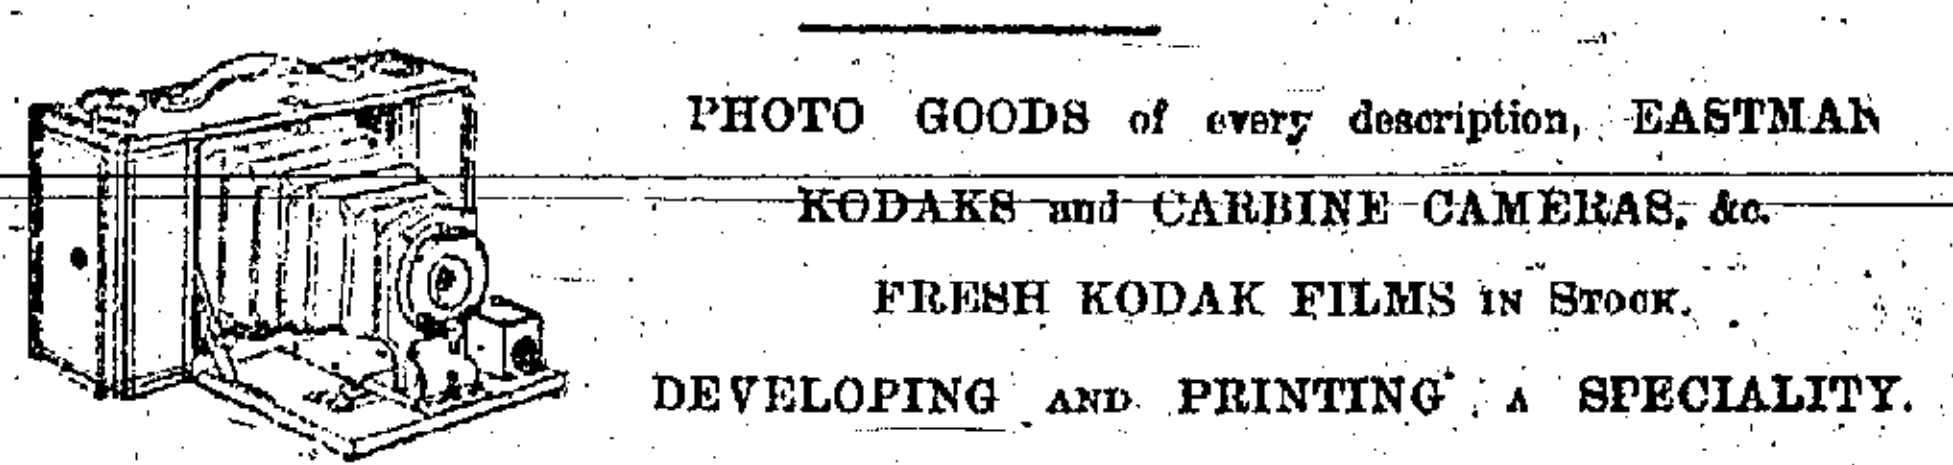 PHOTO GOODS of every description, EASTMAN
KODAKS and CARBINE CAMERAS, &c.
FRESH KODAK FILMS IN STOCK.
DEVELOPING AND PRINTING A SPECIALITY.